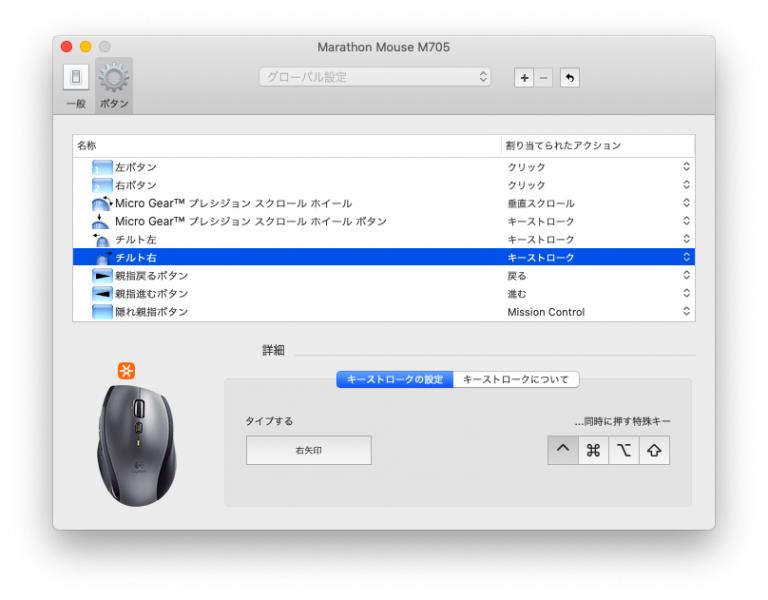 Marathon Mouse M705
グローバル設定
一般
ボタン
名称 割り当てられたアクション
左ボタン クリック
右ボタン クリック
Micro Gear™ プレシジョン スクロール ホイール 垂直スクロール
Micro Gear™ プレシジョン スクロール ホイール ボタン キーストローク
チルト左 キーストローク
チルト右 キーストローク
親指戻るボタン 戻る
親指進むボタン 進む
隠れ親指ボタン Mission Control
詳細
キーストロークの設定 キーストロークについて
タイプする ...同時に押す特殊キー
右矢印